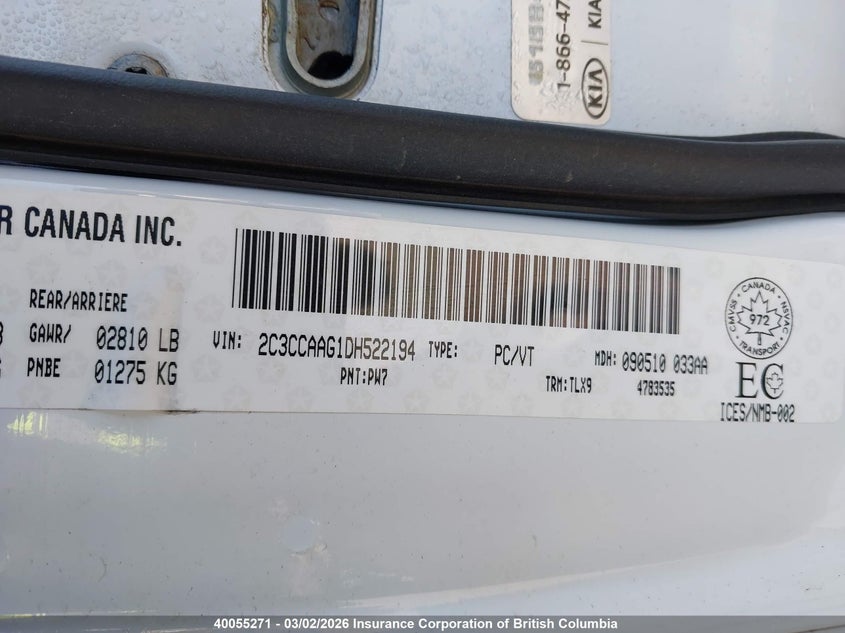 1-866-47
KIA
KIA
R CANADA INC.
REAR/ARRIERE
GAWR/ 02810 LB
PNBE 01275 KG
VIN: 2C3CCAAG1DH522194 TYPE: PC/VT MDH: 090510 033AA
PNT:PW7 TRM:TLX9 4783535
CANADA
CMVSS NSVAC
972
TRANSPORT
EC
ICES/NMB-002
40055271 - 03/02/2026 Insurance Corporation of British Columbia